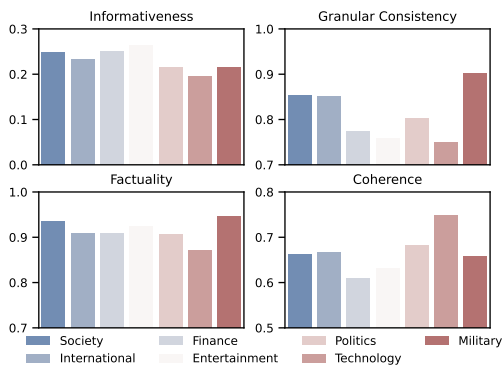 Informativeness Granular Consistency
0.3 1.0
0.2 0.9
0.1 0.8
0.0 0.7
Factuality Coherence
1.0 0.8
0.9 0.7
0.8 0.6
0.7 0.5
Society Finance Politics Military
International Entertainment Technology